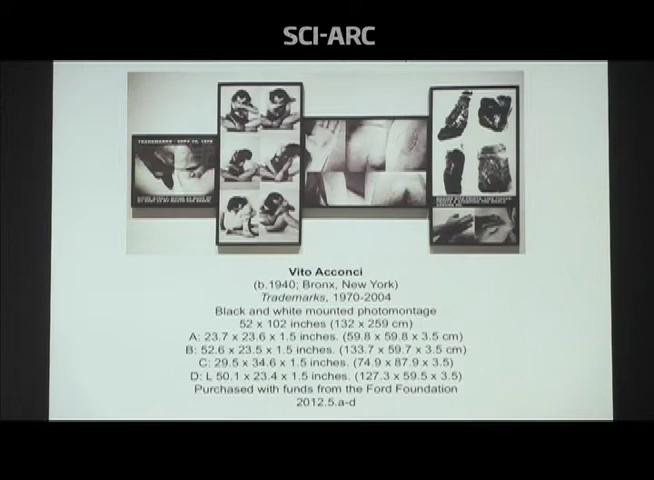 SCI-ARC
TRADEMARKS - SEPT 10, 1970
Vito Acconci
(b.1940; Bronx, New York)
Trademarks, 1970-2004
Black and white mounted photomontage
52 x 102 inches (132 x 259 cm)
A: 23.7 x 23.6 x 1.5 inches. (59.8 x 59.8 x 3.5 cm)
B: 52.6 x 23.5 x 1.5 inches. (133.7 x 59.7 x 3.5 cm)
C: 29.5 x 34.6 x 1.5 inches. (74.9 x 87.9 x 3.5)
D: L 50.1 x 23.4 x 1.5 inches. (127.3 x 59.5 x 3.5)
Purchased with funds from the Ford Foundation
2012.5.a-d